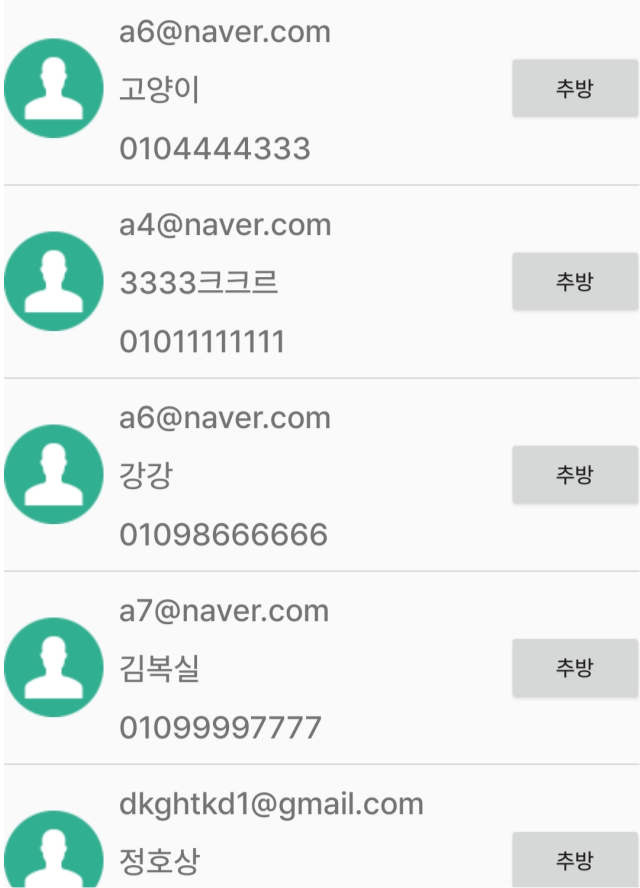 a6@naver.com
고양이
추방
0104444333
a4@naver.com
3333크크르
추방
01011111111
a6@naver.com
강강
추방
01098666666
a7@naver.com
김복실
추방
01099997777
dkghtkd1@gmail.com
정호상
추방